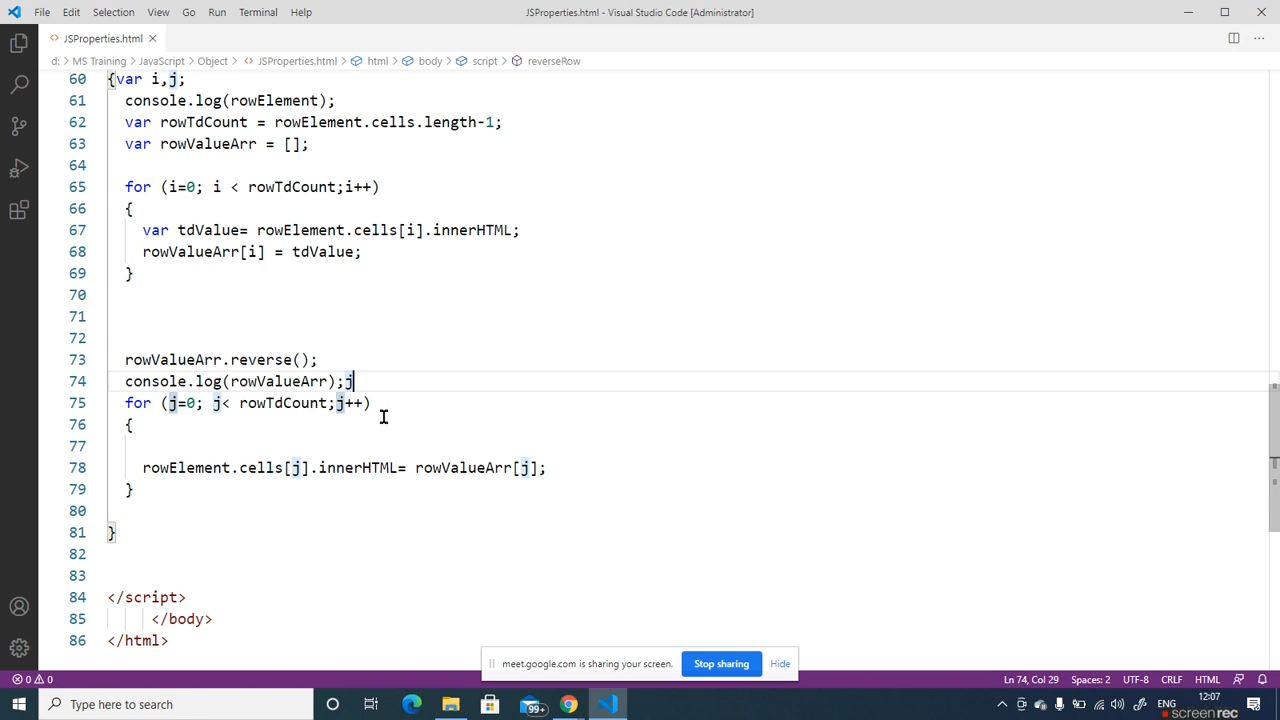 File Edit Selection View Go Run Terminal Help JSProperties.html - Visual Studio Code [Administrator]
<> JSProperties.html ×
d: > MS Training > JavaScript > Object > <> JSProperties.html > html > body > script > reverseRow
60 {var i,j;
61 console.log(rowElement);
62 var rowTdCount = rowElement.cells.length-1;
63 var rowValueArr = [];
64
65 for (i=0; i < rowTdCount;i++)
66 {
67 var tdValue= rowElement.cells[i].innerHTML;
68 rowValueArr[i] = tdValue;
69 }
70
71
72
73 rowValueArr.reverse();
74 console.log(rowValueArr);j
75 for (j=0; j< rowTdCount;j++)
76 {
77
78 rowElement.cells[j].innerHTML= rowValueArr[j];
79 }
80
81 }
82
83
84 </script>
85 </body>
86 </html>
meet.google.com is sharing your screen. Stop sharing Hide
0 0 Ln 74, Col 29 Spaces: 2 UTF-8 CRLF HTML
Type here to search 99+ ENG 12:07
screenrec